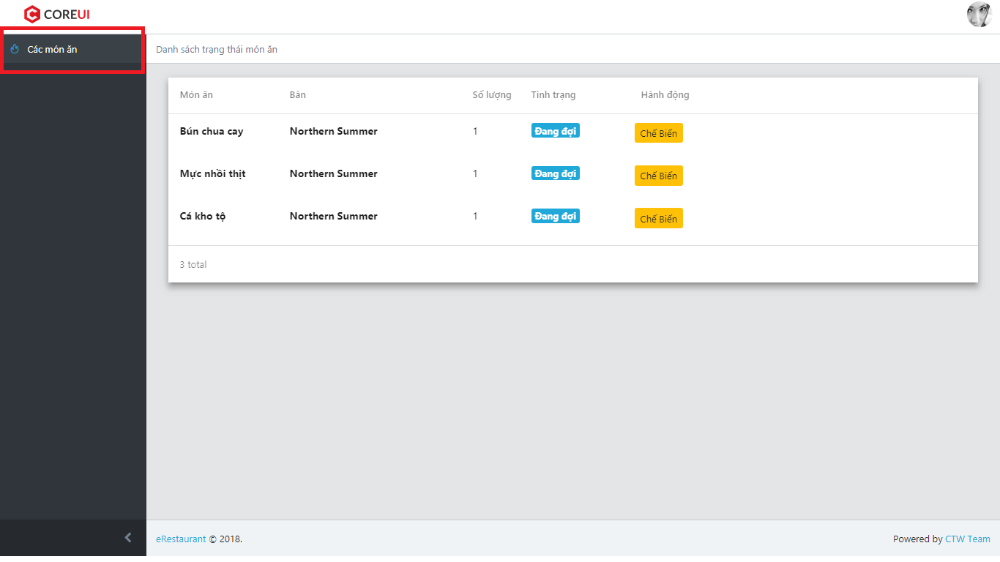 COREUI
Các món ăn
Danh sách trạng thái món ăn
Món ăn Bàn Số lượng Tình trạng Hành động
Bún chua cay Northern Summer 1 Đang đợi Chế Biến
Mực nhồi thịt Northern Summer 1 Đang đợi Chế Biến
Cá kho tộ Northern Summer 1 Đang đợi Chế Biến
3 total
eRestaurant © 2018. Powered by CTW Team